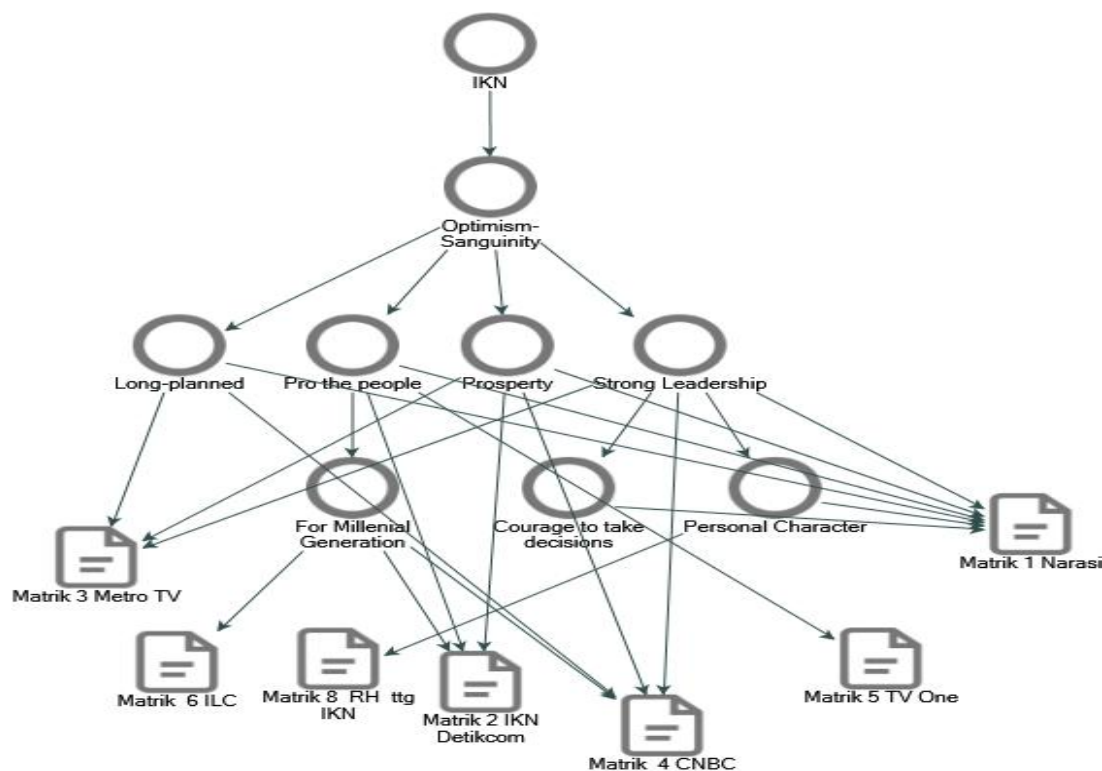 IKN
Optimism-
Sanguinity
Long-planned
Pro the people
Prosperty
Strong Leadership
For Millenial
Generation
Courage to take
decisions
Personal Character
Matrik 1 Narasi
Matrik 3 Metro TV
Matrik  6 ILC
Matrik 8  RH  ttg
IKN
Matrik 2 IKN
Detikcom
Matrik  4 CNBC
Matrik 5 TV One